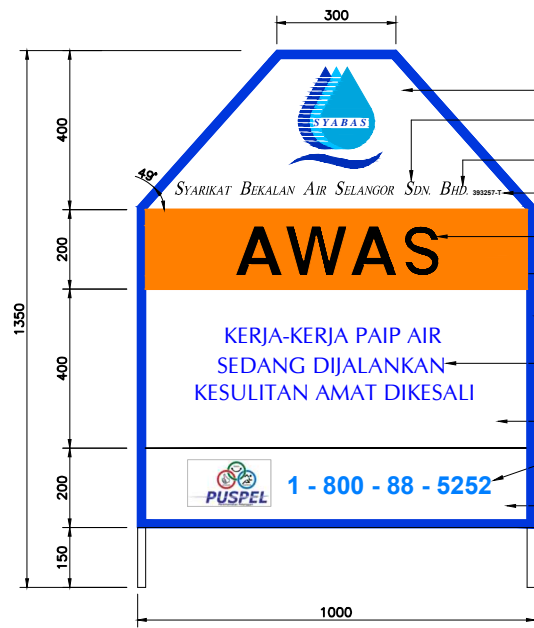 300
SYABAS
400
49°
SYARIKAT BEKALAN AIR SELANGOR SDN. BHD. 393257-T
200
AWAS
1350
400
KERJA-KERJA PAIP AIR
SEDANG DIJALANKAN
KESULITAN AMAT DIKESALI
200
PUSPEL
1 - 800 - 88 - 5252
150
1000